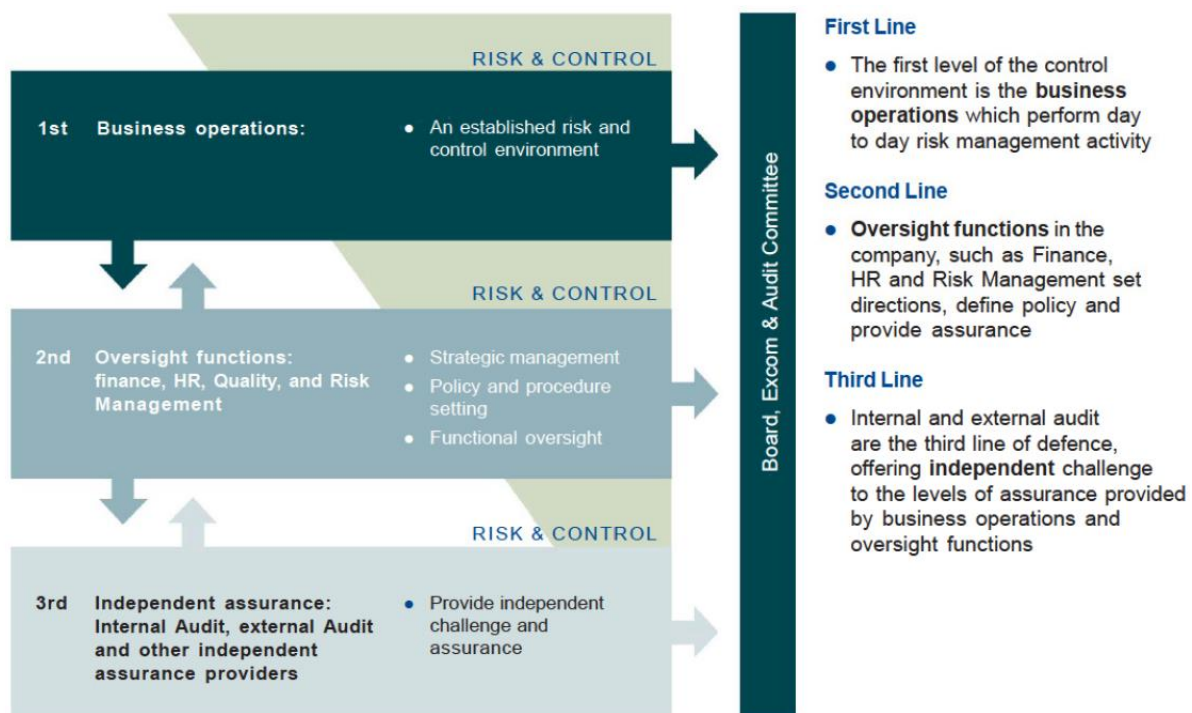 RISK & CONTROL
1st Business operations:
● An established risk and
control environment
RISK & CONTROL
2nd Oversight functions:
finance, HR, Quality, and Risk
Management
● Strategic management
● Policy and procedure
setting
● Functional oversight
RISK & CONTROL
3rd Independent assurance:
Internal Audit, external Audit
and other independent
assurance providers
● Provide independent
challenge and
assurance
Board, Excom & Audit Committee
First Line
● The first level of the control
environment is the business
operations which perform day
to day risk management activity
Second Line
● Oversight functions in the
company, such as Finance,
HR and Risk Management set
directions, define policy and
provide assurance
Third Line
● Internal and external audit
are the third line of defence,
offering independent challenge
to the levels of assurance provided
by business operations and
oversight functions